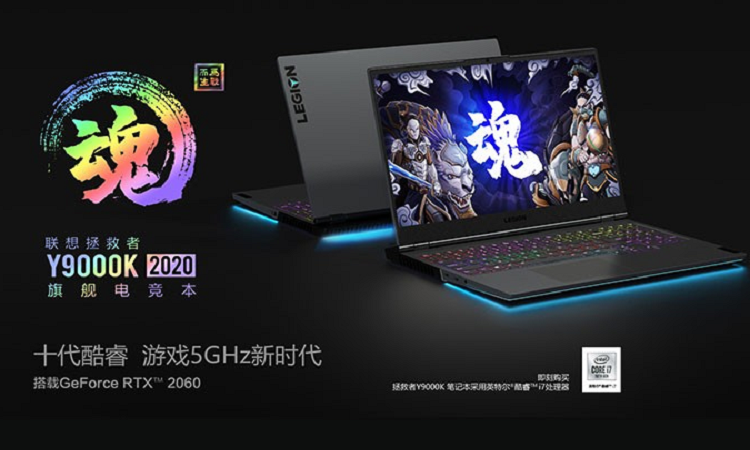 魂
联想拯救者
Y9000K 2020
旗舰电竞本
十代酷睿 游戏5GHz新时代
搭载GeForce RTX™ 2060
LEGION
魂
LEGION
即刻购买
拯救者Y9000K 笔记本采用英特尔®酷睿™i7处理器
intel
CORE i7